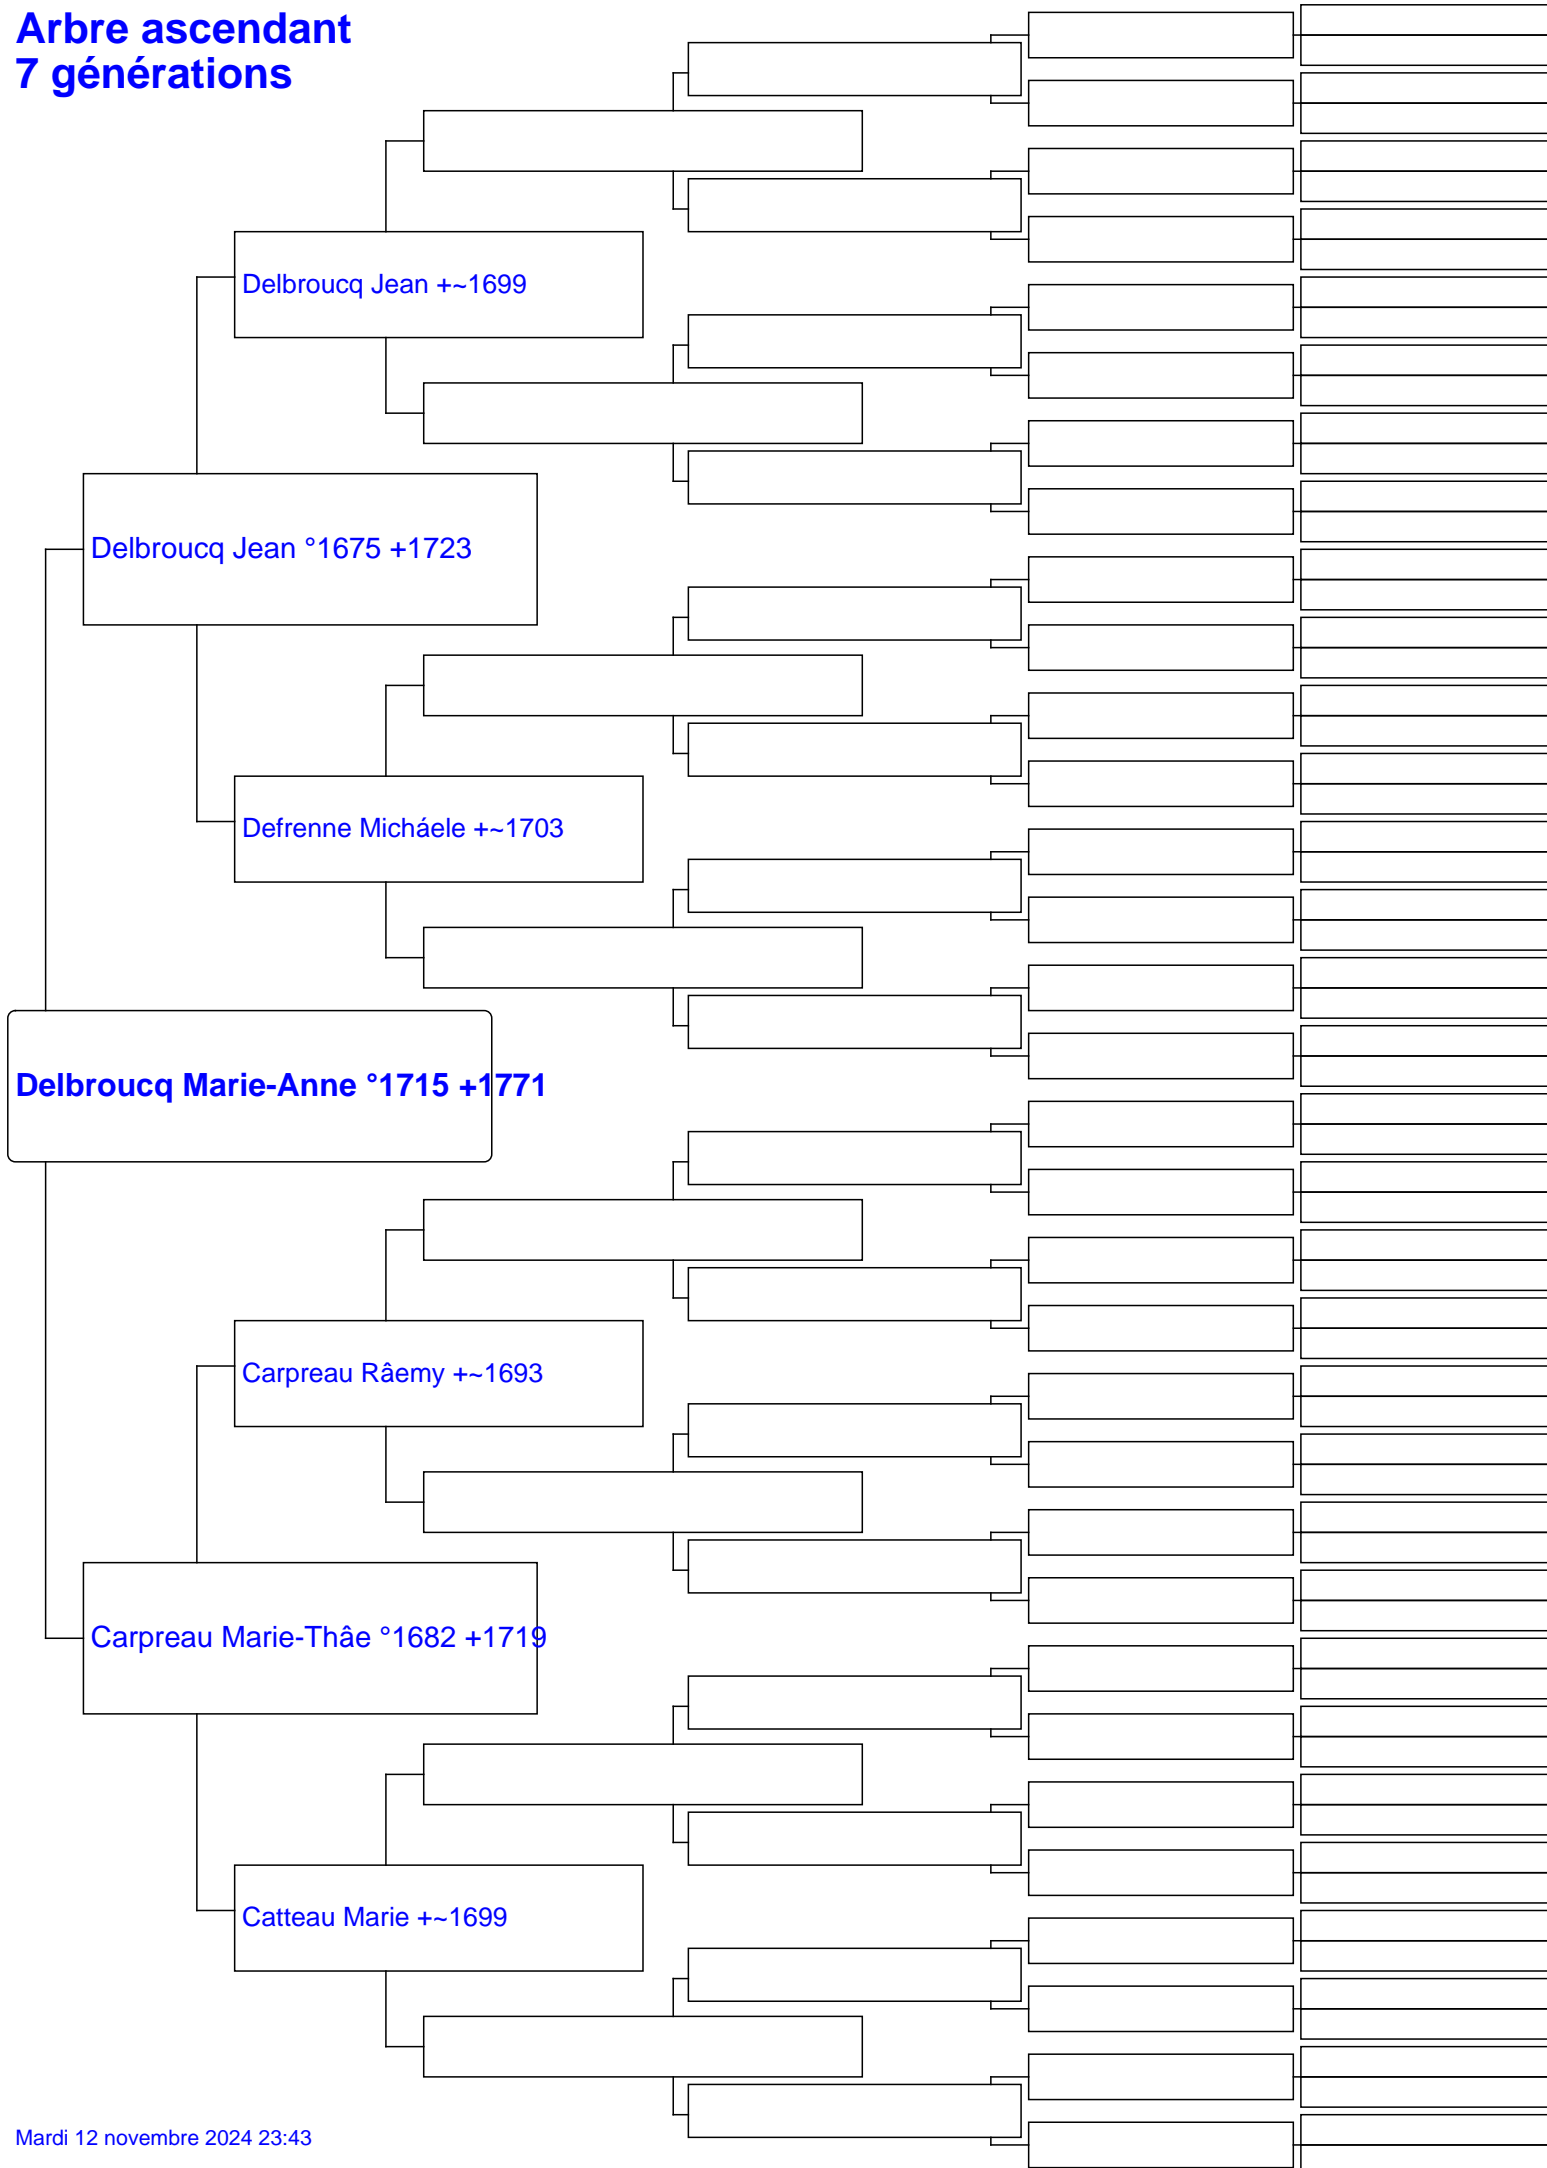 Arbre ascendant
7 générations
Delbroucq Jean +~1699
Delbroucq Jean °1675 +1723
Defrenne Micháele +~1703
Delbroucq Marie-Anne °1715 +1771
Carpreau Râemy +~1693
Carpreau Marie-Thâe °1682 +1719
Catteau Marie +~1699
Mardi 12 novembre 2024 23:43